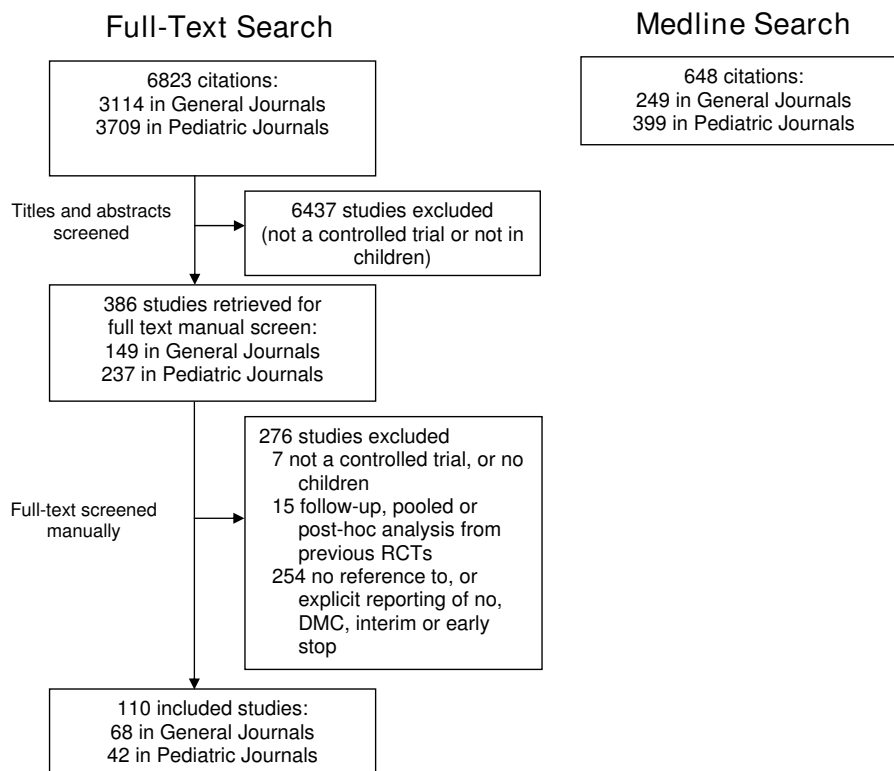 Full-Text Search
Medline Search
6823 citations:
3114 in General Journals
3709 in Pediatric Journals
648 citations:
249 in General Journals
399 in Pediatric Journals
Titles and abstracts
screened
6437 studies excluded
(not a controlled trial or not in
children)
386 studies retrieved for
full text manual screen:
149 in General Journals
237 in Pediatric Journals
Full-text screened
manually
276 studies excluded
7 not a controlled trial, or no
children
15 follow-up, pooled or
post-hoc analysis from
previous RCTs
254 no reference to, or
explicit reporting of no,
DMC, interim or early
stop
110 included studies:
68 in General Journals
42 in Pediatric Journals